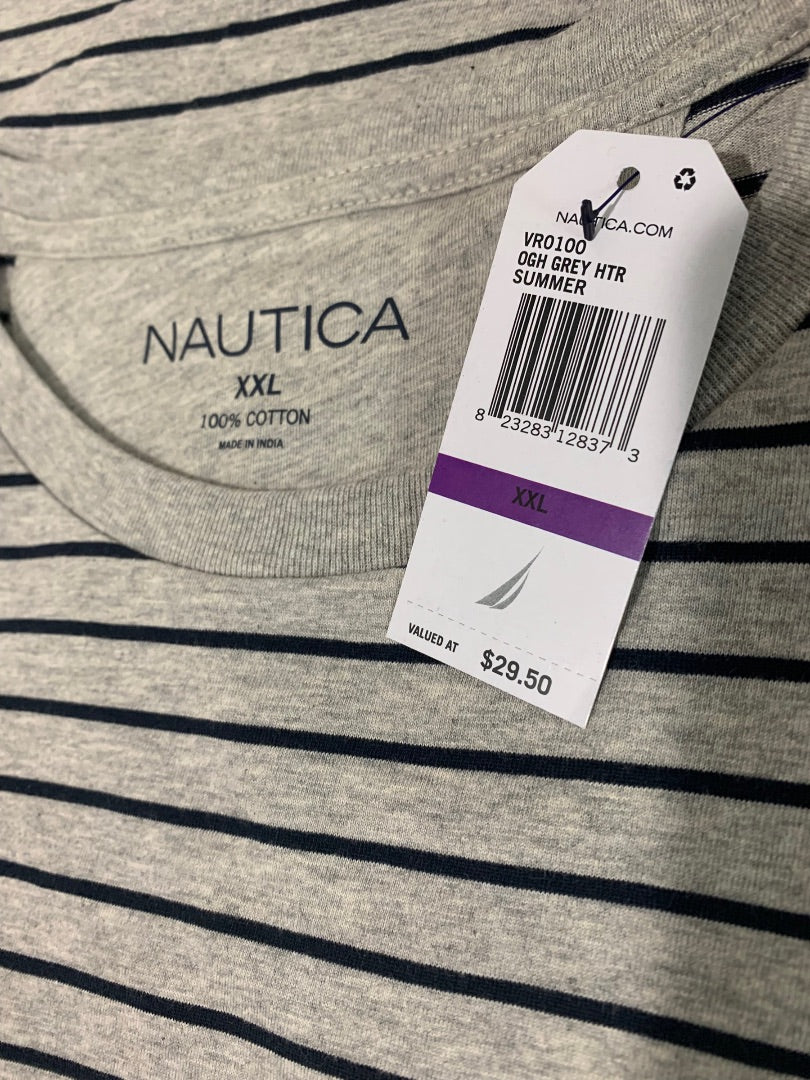 NAUTICA
XXL
100% COTTON
MADE IN INDIA
NAUTICA.COM
VR0100
OGH GREY HTR
SUMMER
8 23283 12837 3
XXL
VALUED AT $29.50